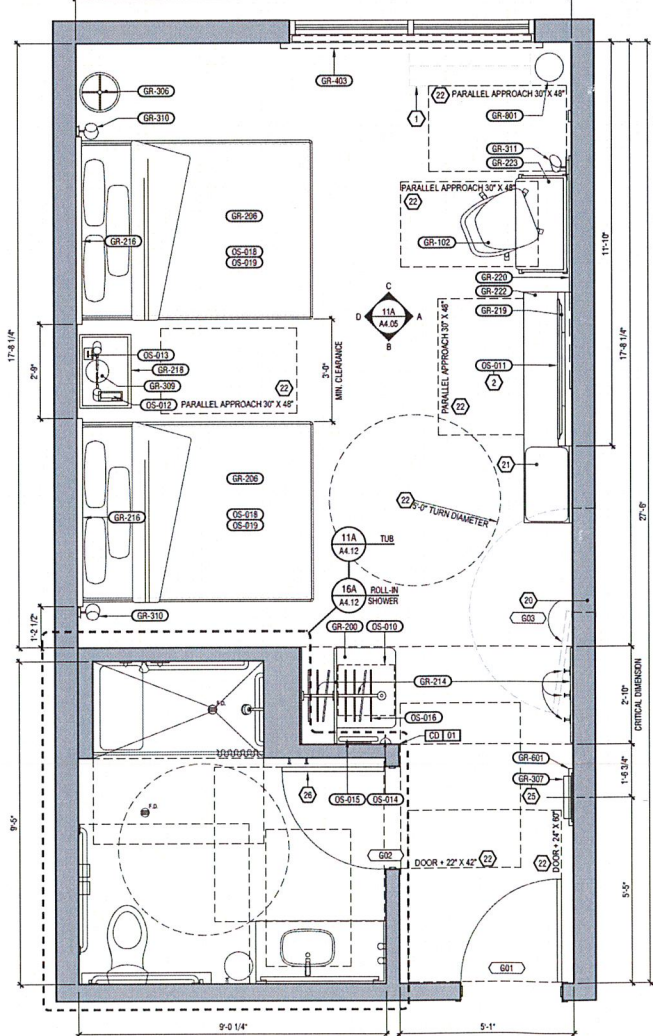 GR-403
GR-306
GR-310
22 PARALLEL APPROACH 30" X 48"
1
GR-801
GR-311
GR-223
PARALLEL APPROACH 30" X 48"
22
GR-206
GR-216
GR-102
OS-018
OS-019
GR-220
GR-222
GR-219
C
D 11A A
A4.05
B
11'-10"
17'-8 1/4"
17'-8 1/4"
2'-9"
3'-0"
MIN. CLEARANCE
OS-013
GR-218
GR-309
22
OS-012 PARALLEL APPROACH 30" X 48"
PARALLEL APPROACH 30" X 48"
22
OS-011
2
GR-206
21
GR-216
OS-018
OS-019
22 5'-0" TURN DIAMETER
27'-6"
11A TUB
A4.12
16A ROLL-IN
A4.12 SHOWER
20
G03
1'-2 1/2"
GR-310
GR-200 OS-010
GR-214
2'-10"
CRITICAL DIMENSION
OS-016
F.D.
CD 01
1'-6 3/4"
GR-601
GR-307
25
26
OS-015 OS-014
F.D.
9'-5"
G02
DOOR + 22" X 42" 22
22
DOOR + 24" X 60"
5'-5"
G01
9'-0 1/4"
5'-1"